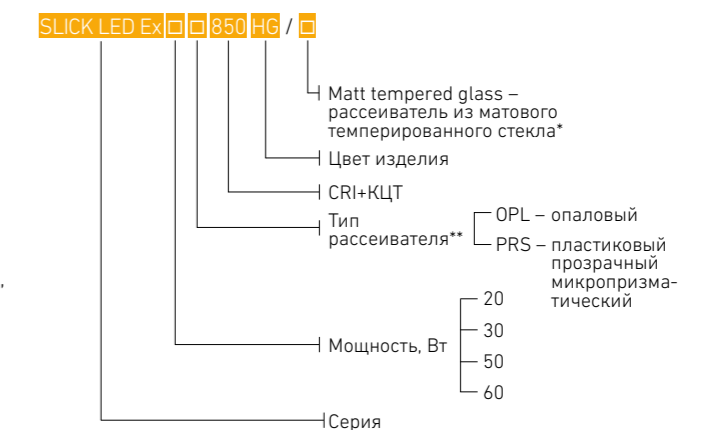 SLICK LED Ex □ □ 850 HG / □
Matt tempered glass –
рассеиватель из матового
темперированного стекла*
Цвет изделия
CRI+КЦТ
Тип
рассеивателя**
OPL – опаловый
PRS – пластиковый
прозрачный
микропризма-
тический
,
20
30
Мощность, Вт
50
60
Серия